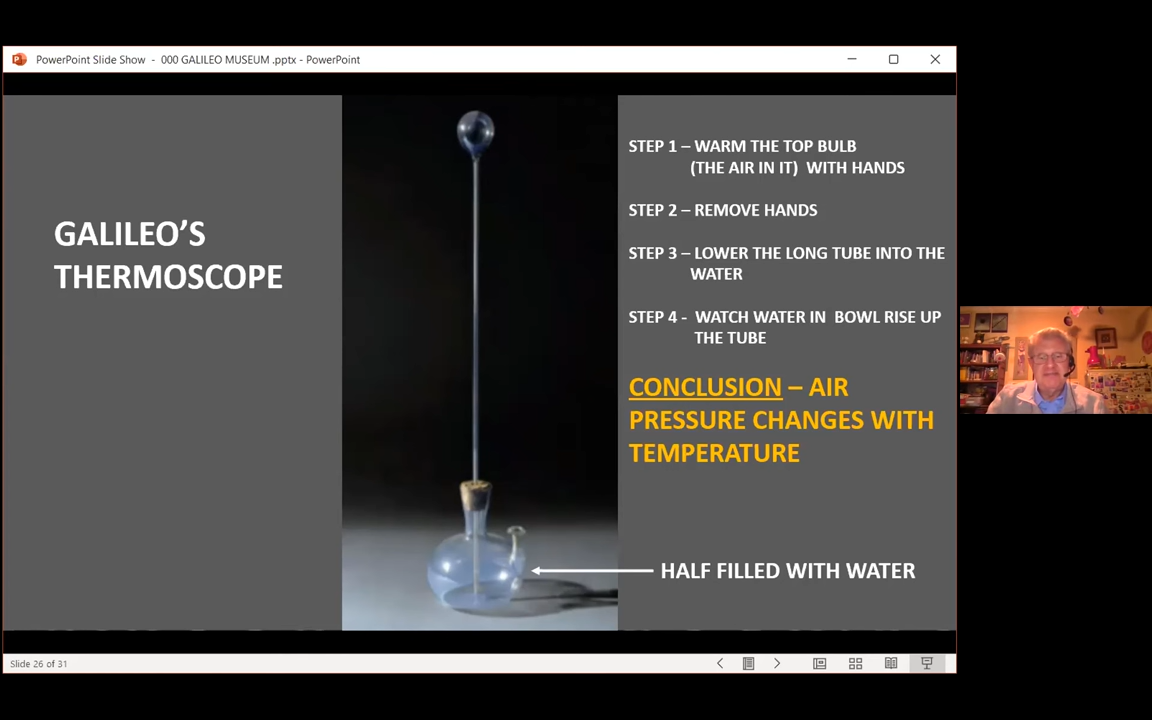 PowerPoint Slide Show - 000 GALILEO MUSEUM .pptx - PowerPoint
GALILEO'S
THERMOSCOPE
STEP 1 – WARM THE TOP BULB
(THE AIR IN IT) WITH HANDS
STEP 2 – REMOVE HANDS
STEP 3 – LOWER THE LONG TUBE INTO THE
WATER
STEP 4 - WATCH WATER IN BOWL RISE UP
THE TUBE
CONCLUSION – AIR
PRESSURE CHANGES WITH
TEMPERATURE
HALF FILLED WITH WATER
Slide 26 of 31